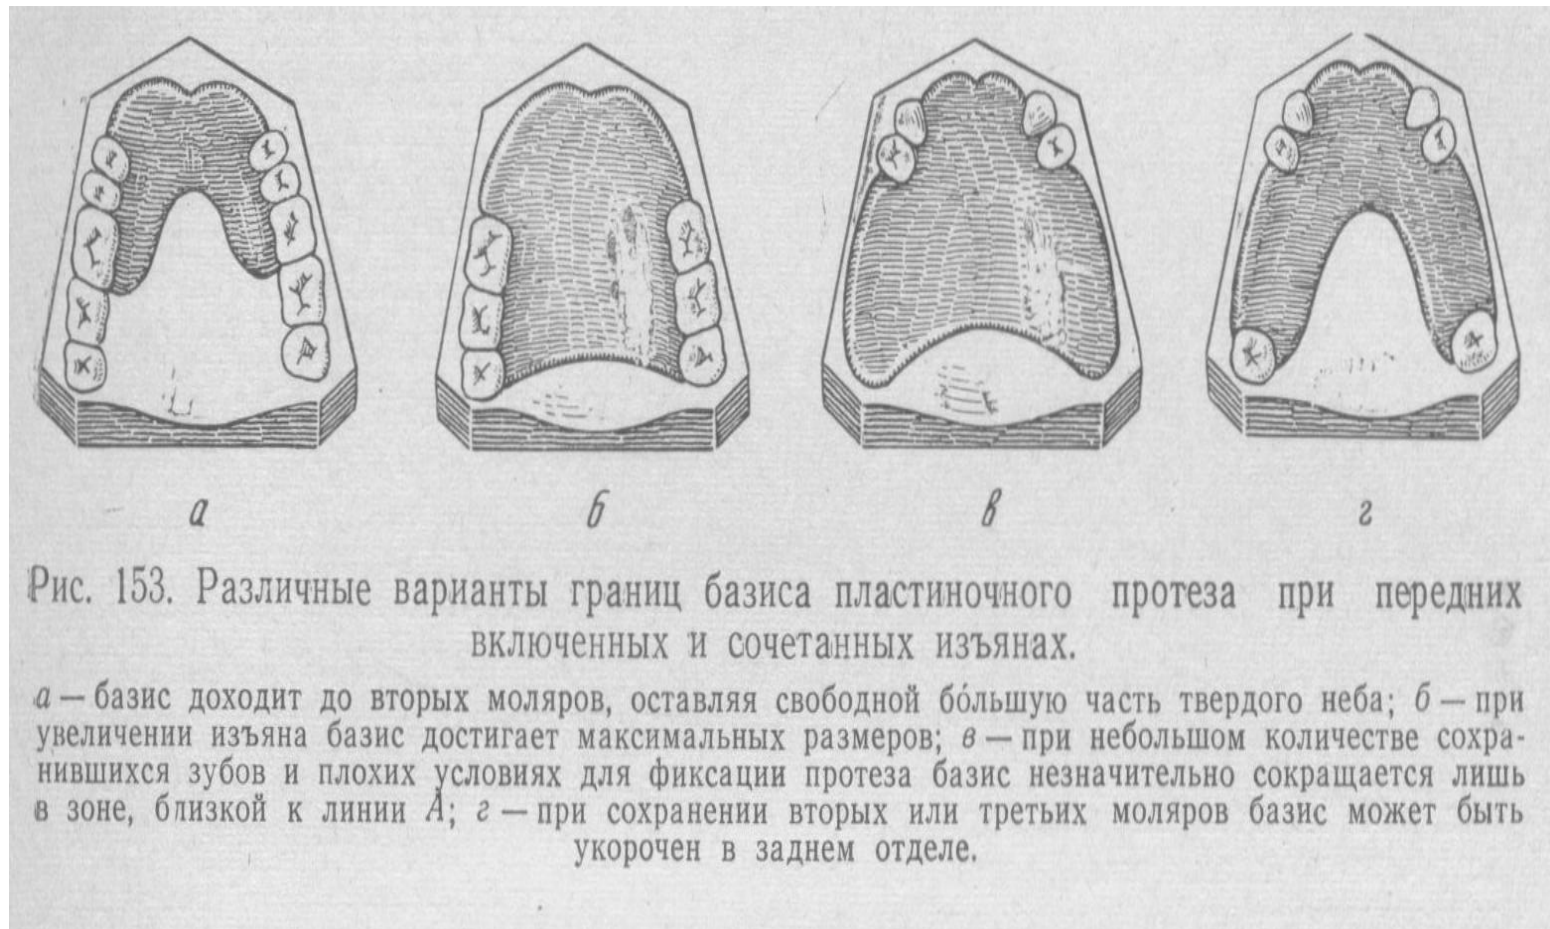 а б в г
Рис. 153. Различные варианты границ базиса пластиночного протеза при передних
включенных и сочетанных изъянах.
а — базис доходит до вторых моляров, оставляя свободной бо́льшую часть твердого неба; б — при
увеличении изъяна базис достигает максимальных размеров; в — при небольшом количестве сохра-
нившихся зубов и плохих условиях для фиксации протеза базис незначительно сокращается лишь
в зоне, близкой к линии А; г — при сохранении вторых или третьих моляров базис может быть
укорочен в заднем отделе.